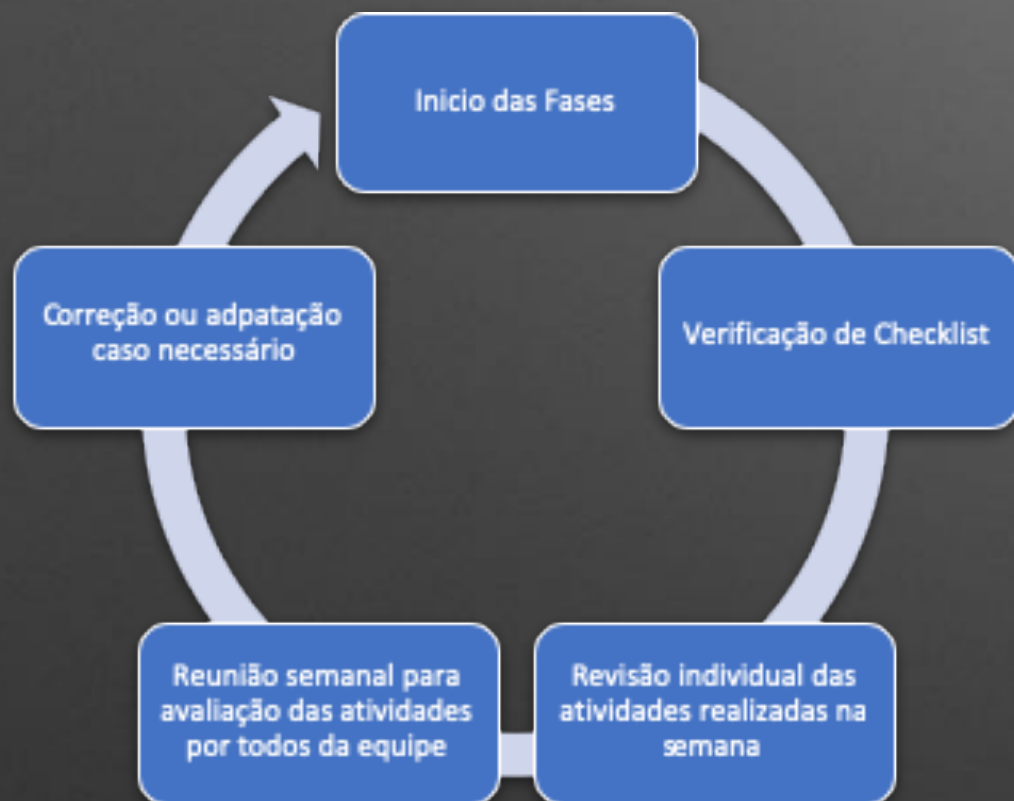 Inicio das Fases
Verificação de Checklist
Revisão individual das
atividades realizadas na
semana
Reunião semanal para
avaliação das atividades
por todos da equipe
Correção ou adpatação
caso necessário